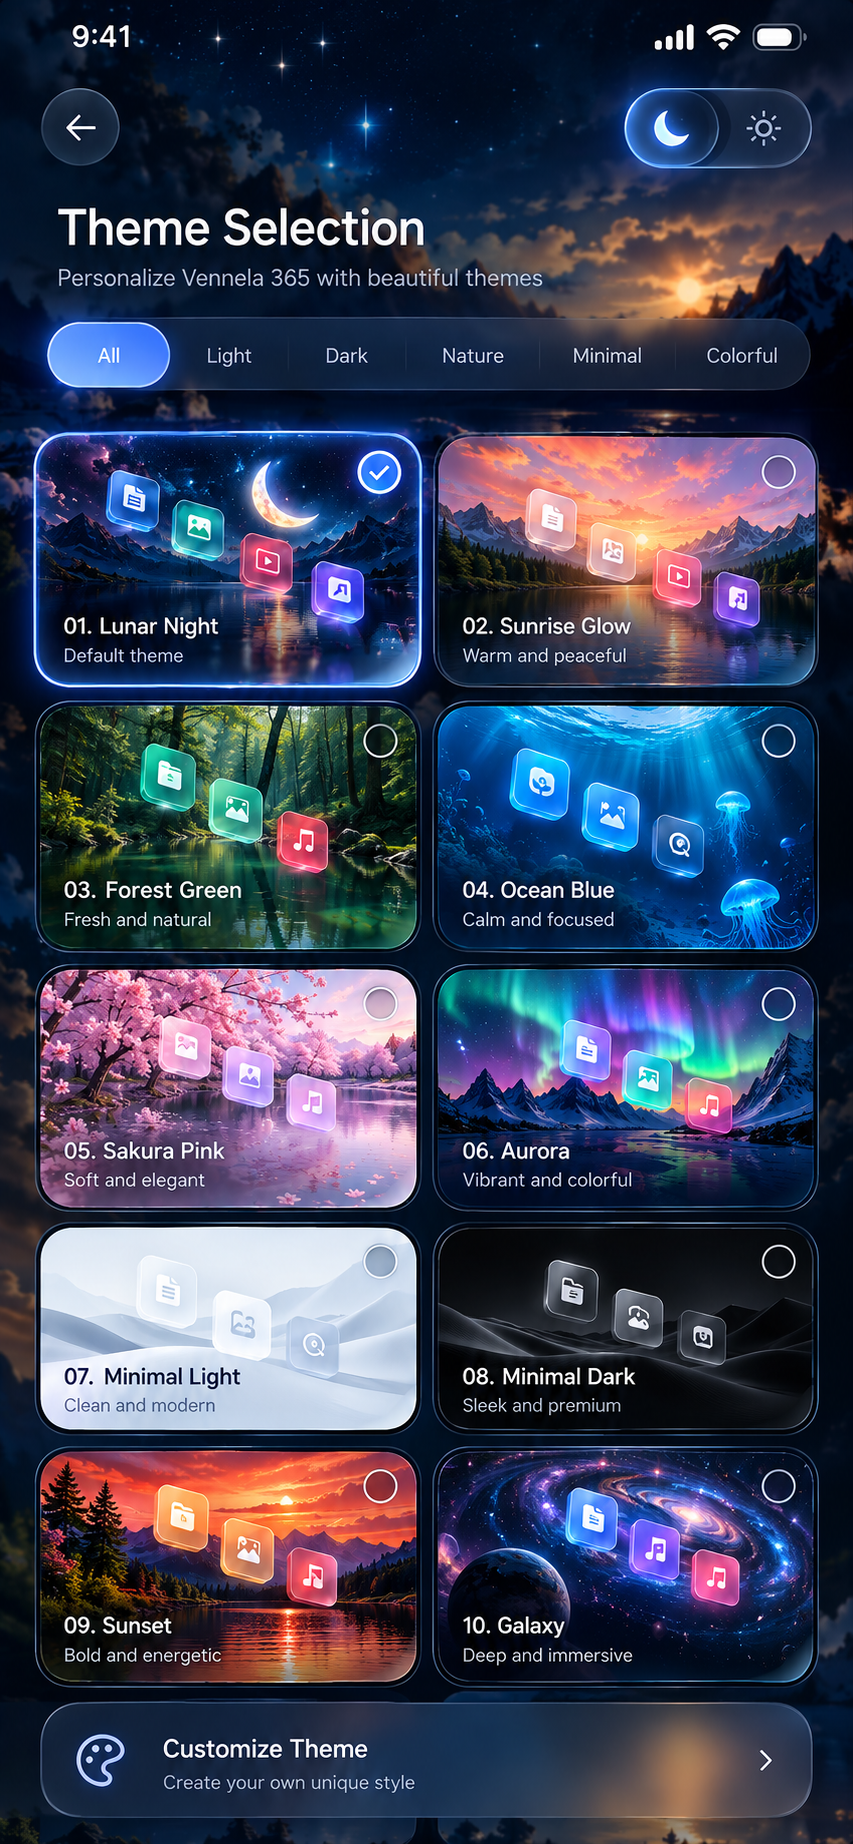 9:41
Theme Selection
Personalize Vennela 365 with beautiful themes
All Light Dark Nature Minimal Colorful
01. Lunar Night
Default theme
02. Sunrise Glow
Warm and peaceful
03. Forest Green
Fresh and natural
04. Ocean Blue
Calm and focused
05. Sakura Pink
Soft and elegant
06. Aurora
Vibrant and colorful
07. Minimal Light
Clean and modern
08. Minimal Dark
Sleek and premium
09. Sunset
Bold and energetic
10. Galaxy
Deep and immersive
Customize Theme
Create your own unique style